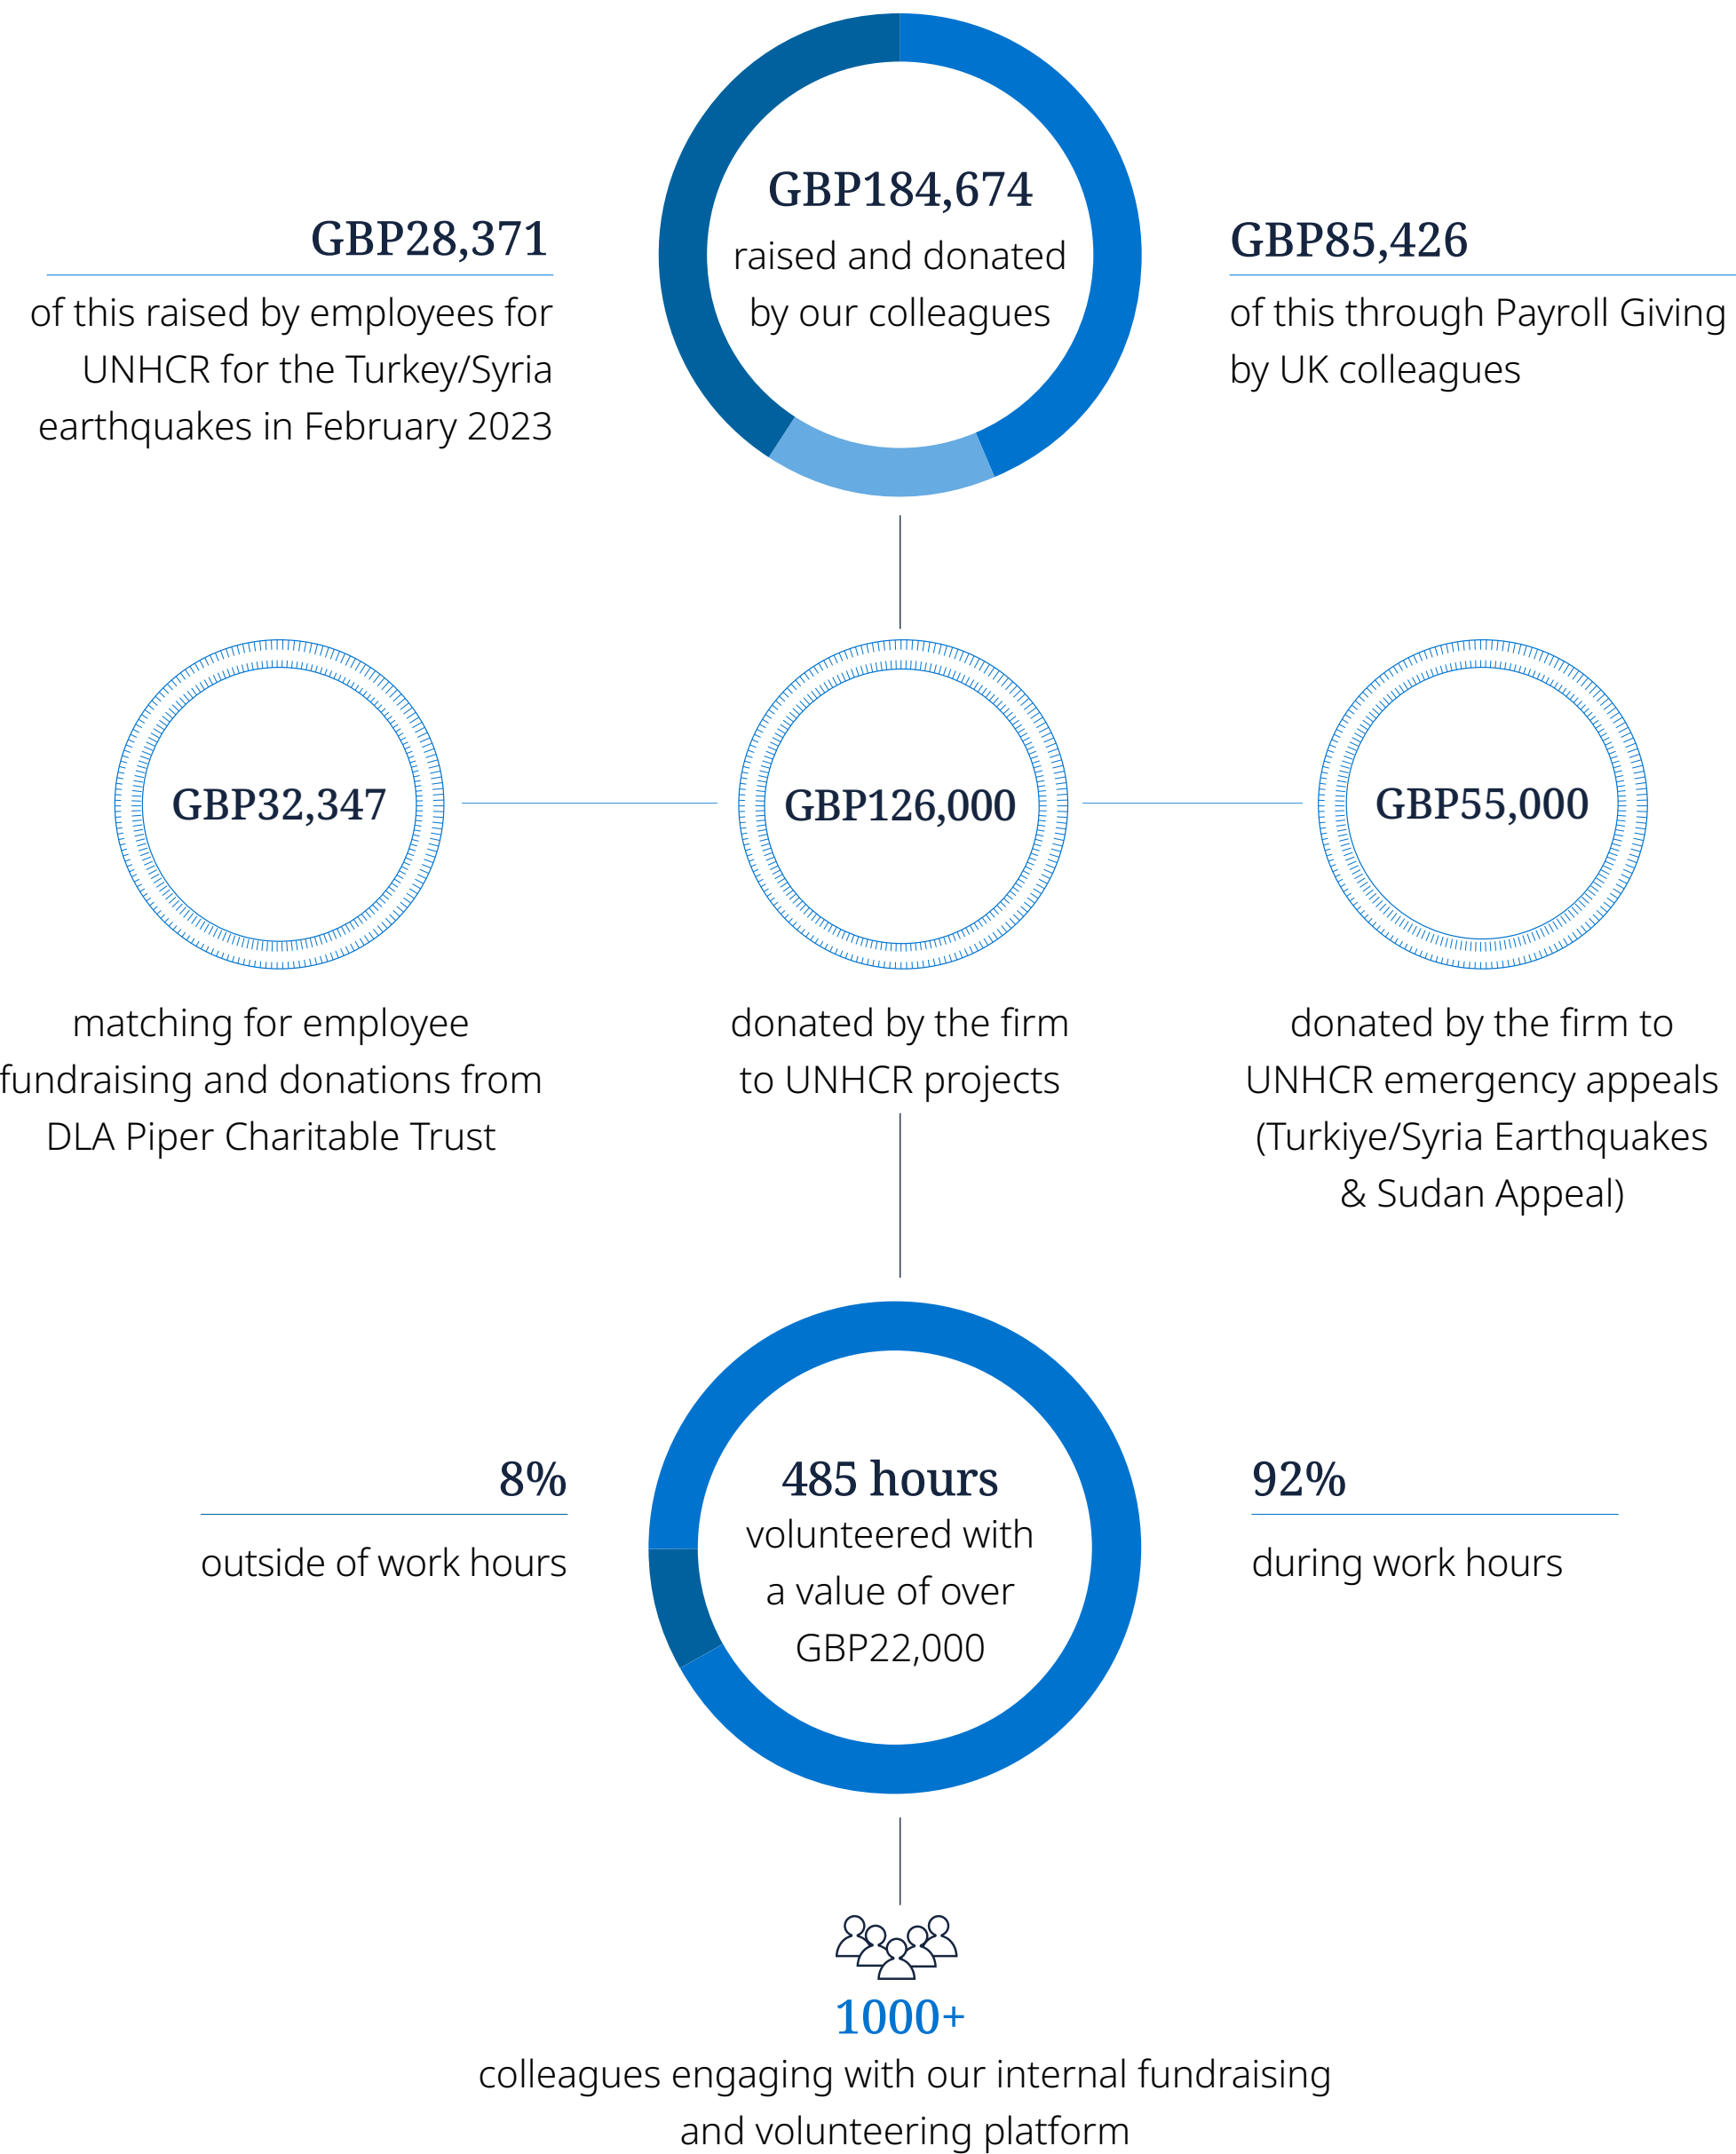 GBP184,674
raised and donated
by our colleagues
GBP28,371
of this raised by employees for
UNHCR for the Turkey/Syria
earthquakes in February 2023
GBP85,426
of this through Payroll Giving
by UK colleagues
GBP32,347
matching for employee
fundraising and donations from
DLA Piper Charitable Trust
GBP126,000
donated by the firm
to UNHCR projects
GBP55,000
donated by the firm to
UNHCR emergency appeals
(Turkiye/Syria Earthquakes
& Sudan Appeal)
8%
outside of work hours
485 hours
volunteered with
a value of over
GBP22,000
92%
during work hours
1000+
colleagues engaging with our internal fundraising
and volunteering platform